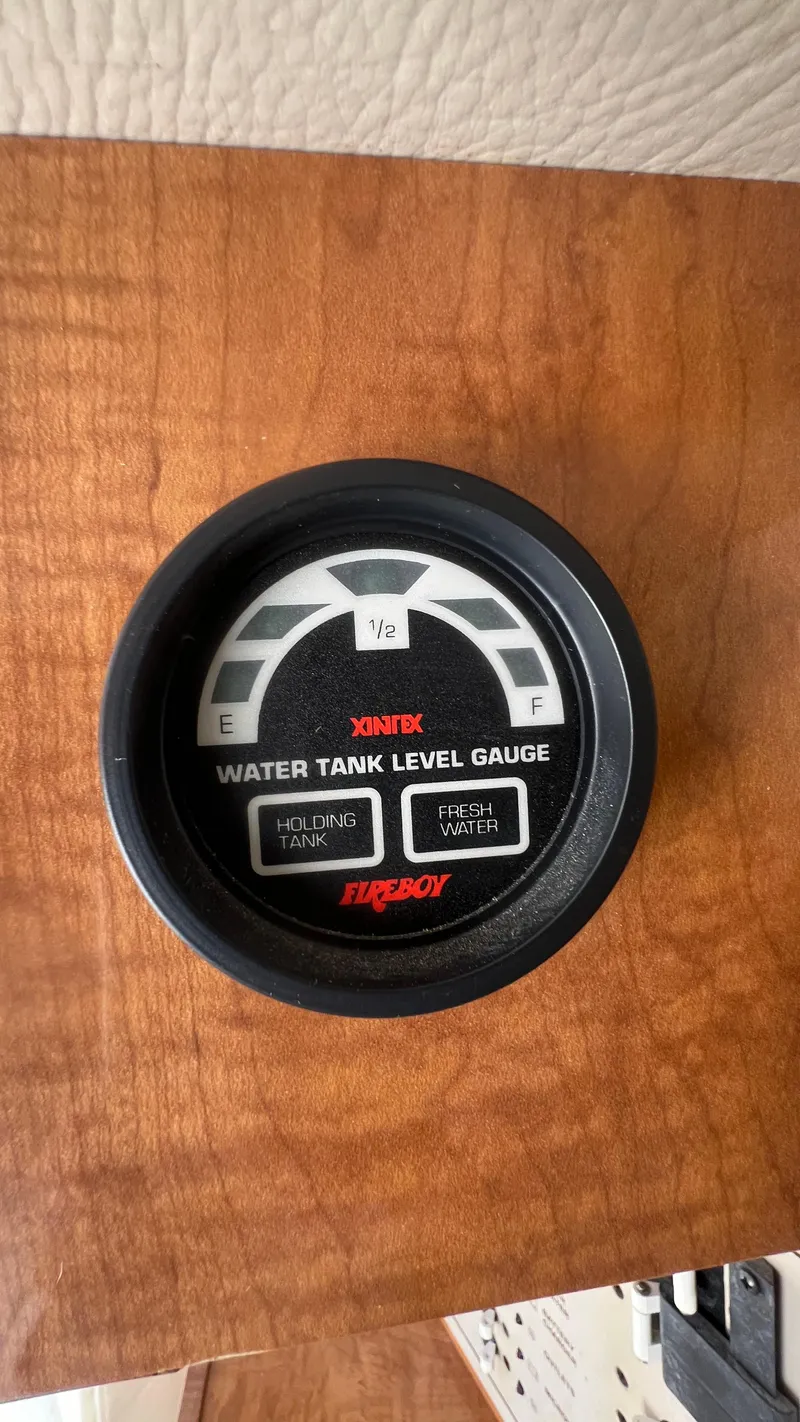 1/2
E
F
XINTEX
WATER TANK LEVEL GAUGE
HOLDING
TANK
FRESH
WATER
FIREBOY